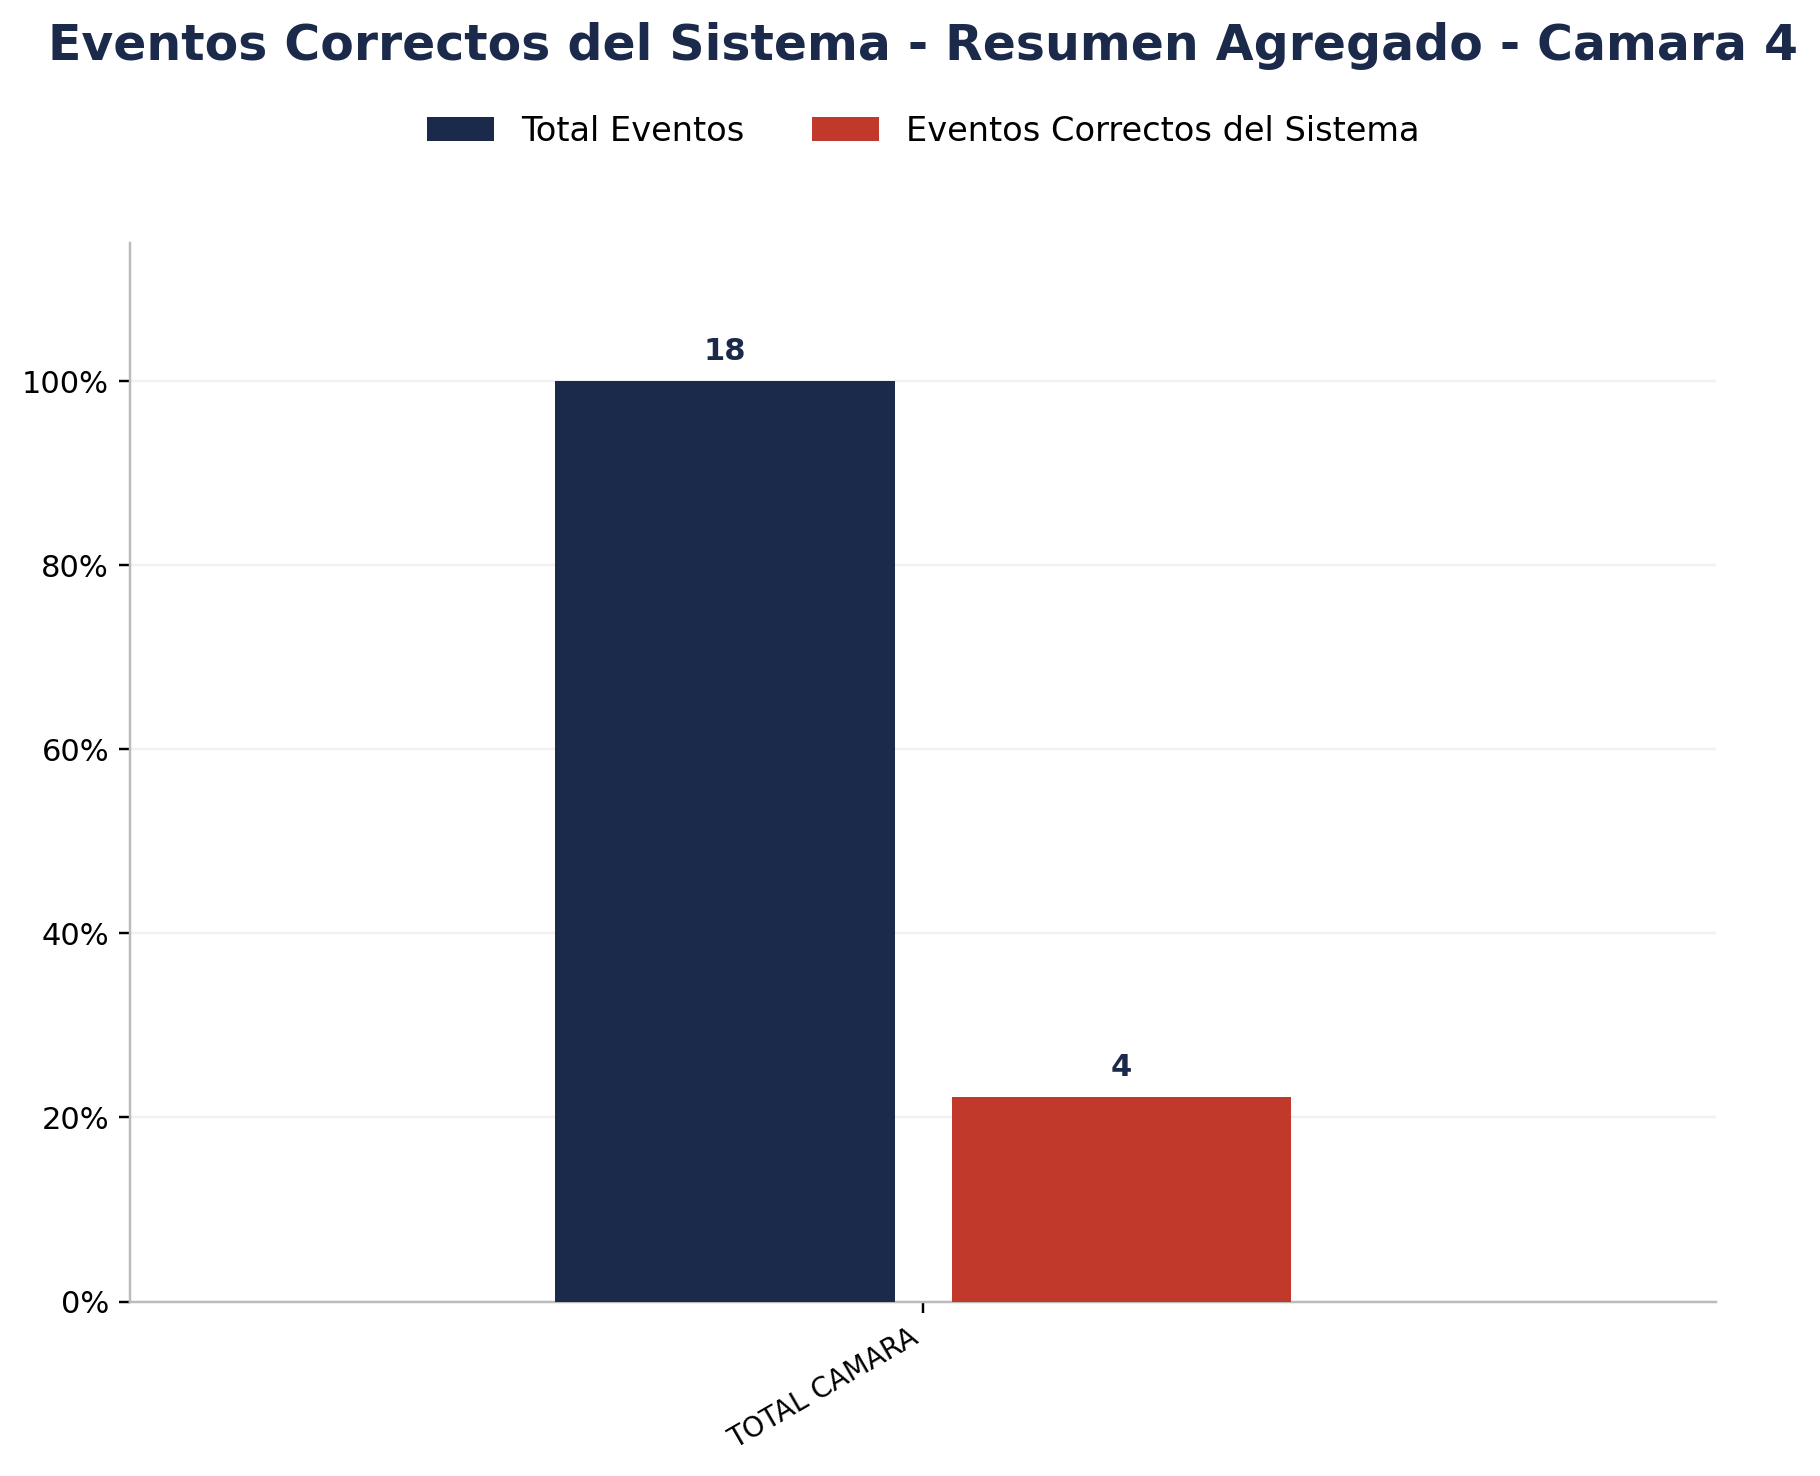 Eventos Correctos del Sistema - Resumen Agregado - Camara 4
Total Eventos
Eventos Correctos del Sistema
18
100%
80%
60%
40%
4
20%
0%
TOTAL CAMARA